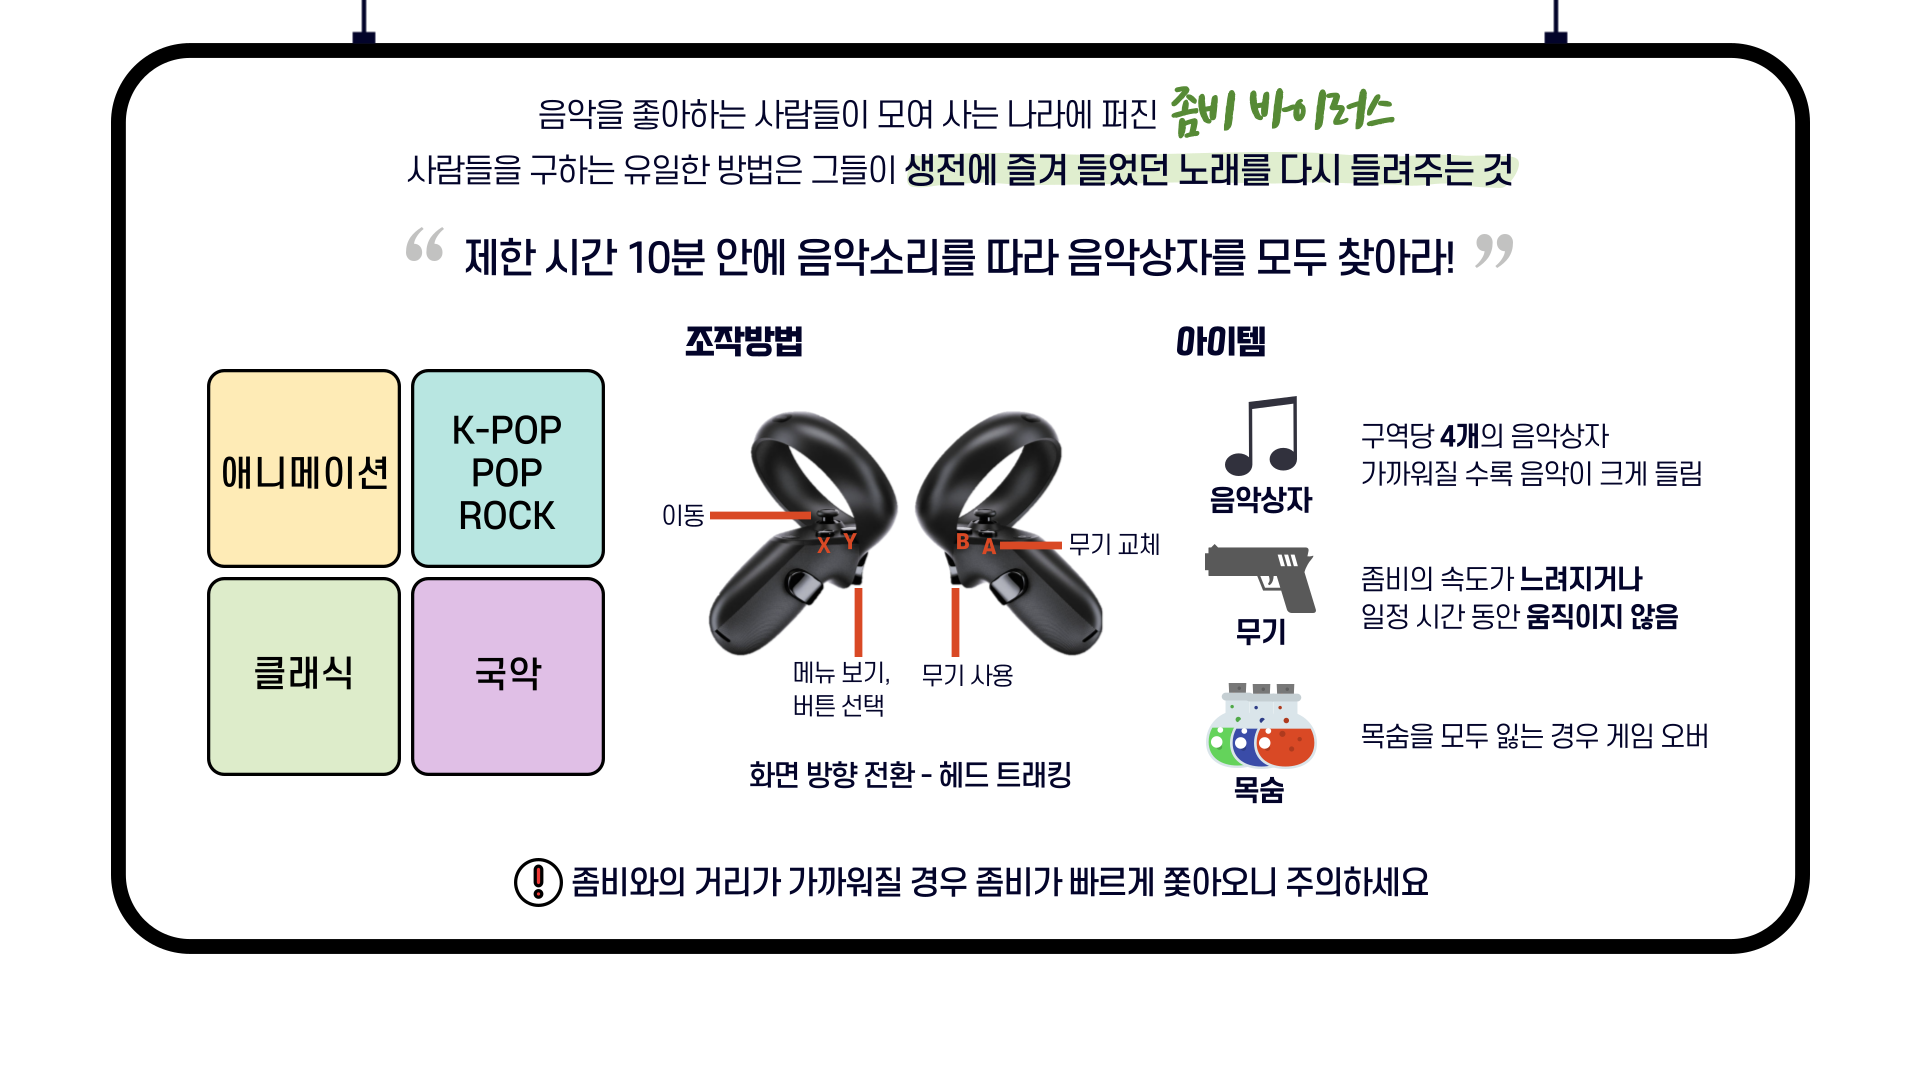 음악을 좋아하는 사람들이 모여 사는 나라에 퍼진 좀비 바이러스
사람들을 구하는 유일한 방법은 그들이 생전에 즐겨 들었던 노래를 다시 들려주는 것
“ 제한 시간 10분 안에 음악소리를 따라 음악상자를 모두 찾아라! ”
애니메이션
K-POP
POP
ROCK
클래식
국악
조작방법
이동
X Y
B A
무기 교체
메뉴 보기,
버튼 선택
무기 사용
화면 방향 전환 - 헤드 트래킹
아이템
음악상자
구역당 4개의 음악상자
가까워질 수록 음악이 크게 들림
무기
좀비의 속도가 느려지거나
일정 시간 동안 움직이지 않음
목숨
목숨을 모두 잃는 경우 게임 오버
! 좀비와의 거리가 가까워질 경우 좀비가 빠르게 쫓아오니 주의하세요